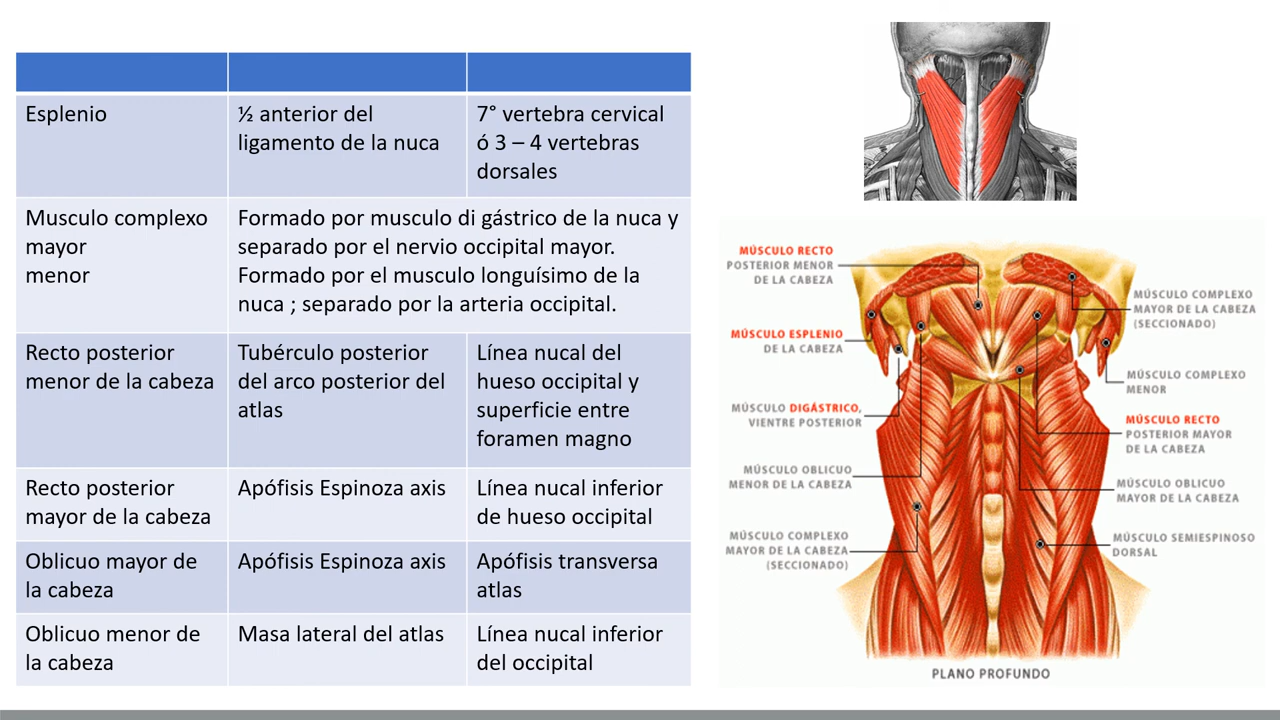 Esplenio
½ anterior del
ligamento de la nuca
7° vertebra cervical
ó 3 – 4 vertebras
dorsales
Musculo complexo
mayor
menor
Formado por musculo di gástrico de la nuca y
separado por el nervio occipital mayor.
Formado por el musculo longuísimo de la
nuca ; separado por la arteria occipital.
Recto posterior
menor de la cabeza
Tubérculo posterior
del arco posterior del
atlas
Línea nucal del
hueso occipital y
superficie entre
foramen magno
Recto posterior
mayor de la cabeza
Apófisis Espinoza axis
Línea nucal inferior
de hueso occipital
Oblicuo mayor de
la cabeza
Apófisis Espinoza axis
Apófisis transversa
atlas
Oblicuo menor de
la cabeza
Masa lateral del atlas
Línea nucal inferior
del occipital
MÚSCULO RECTO
POSTERIOR MENOR
DE LA CABEZA
MÚSCULO ESPLENIO
DE LA CABEZA
MÚSCULO DIGÁSTRICO,
VIENTRE POSTERIOR
MÚSCULO OBLICUO
MENOR DE LA CABEZA
MÚSCULO COMPLEXO
MAYOR DE LA CABEZA
(SECCIONADO)
MÚSCULO COMPLEXO
MAYOR DE LA CABEZA
(SECCIONADO)
MÚSCULO COMPLEXO
MENOR
MÚSCULO RECTO
POSTERIOR MAYOR
DE LA CABEZA
MÚSCULO OBLICUO
MAYOR DE LA CABEZA
MÚSCULO SEMIESPINOSO
DORSAL
PLANO PROFUNDO